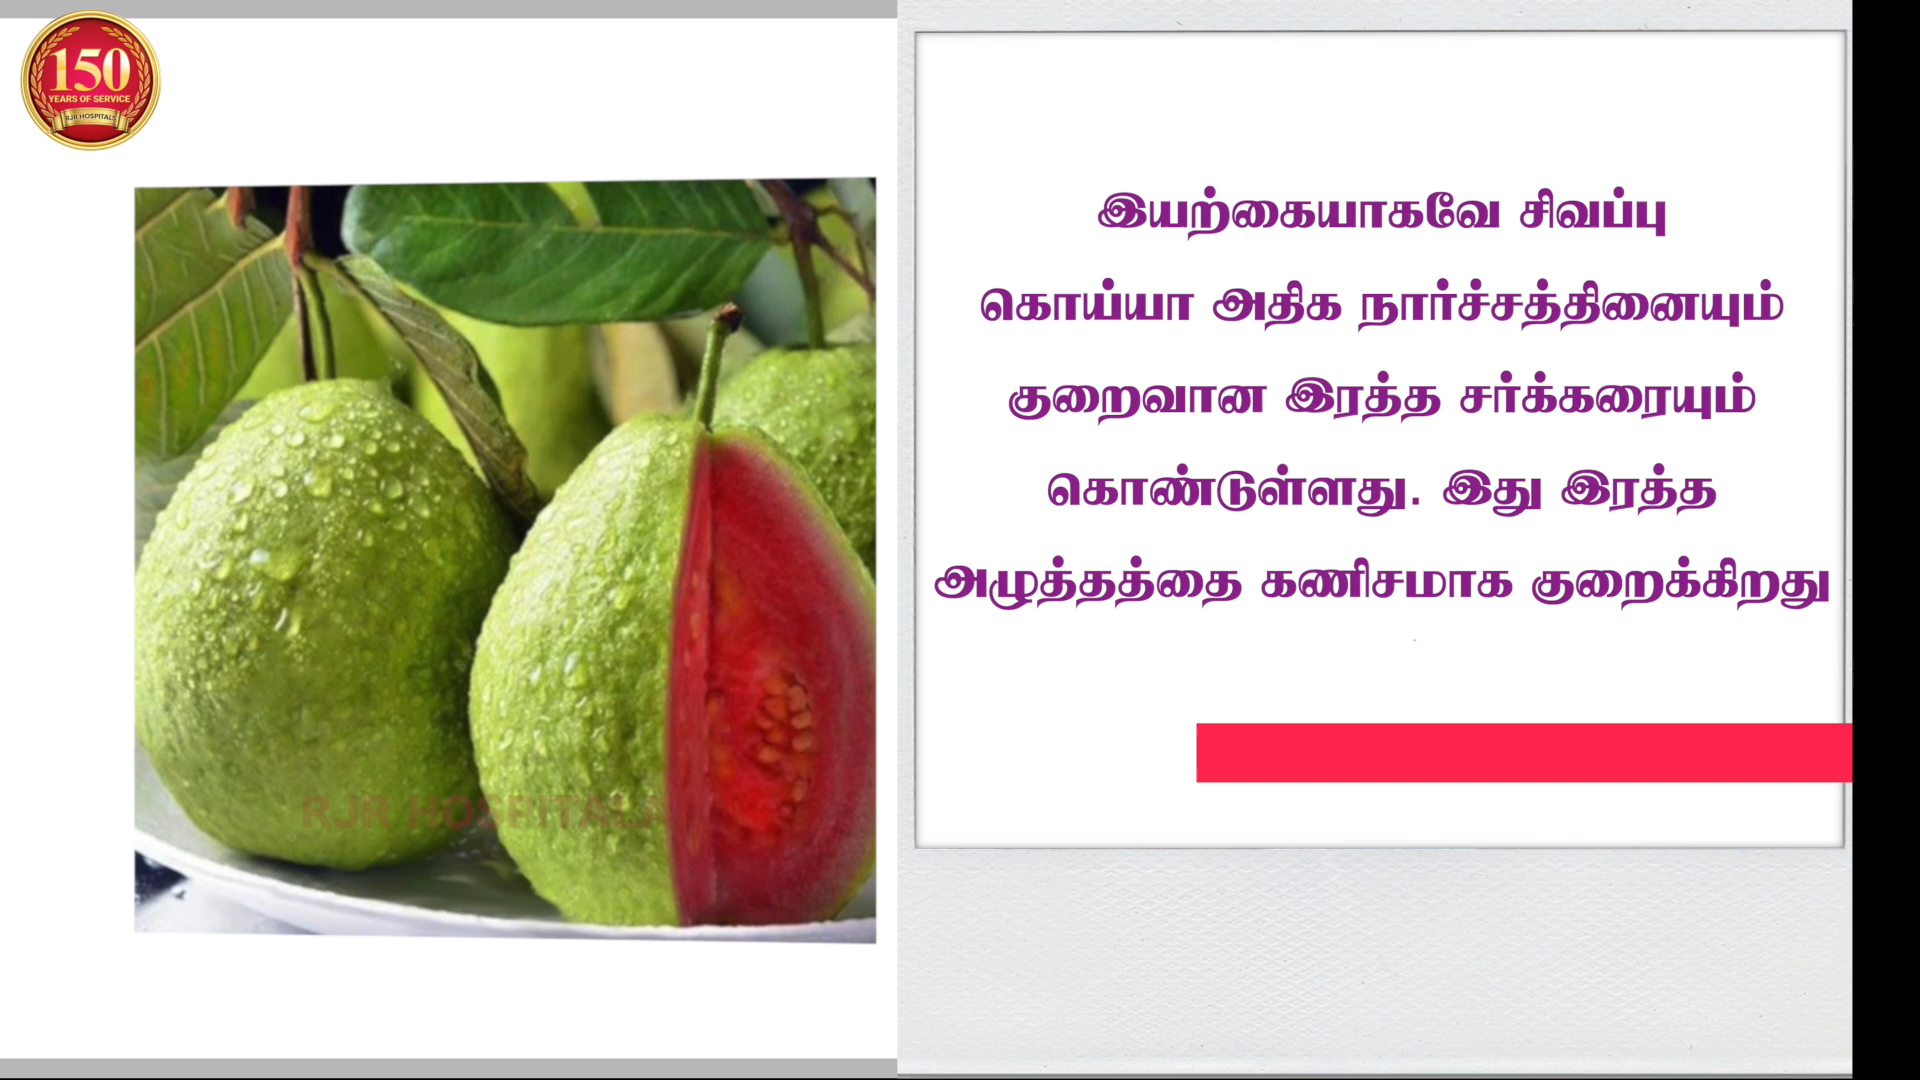 150
YEARS OF SERVICE
RJR HOSPITALS
இயற்கையாகவே சிவப்பு
கொய்யா அதிக நார்ச்சத்தினையும்
குறைவான இரத்த சர்க்கரையும்
கொண்டுள்ளது. இது இரத்த
அழுத்தத்தை கணிசமாக குறைக்கிறது
RJR HOSPITALS